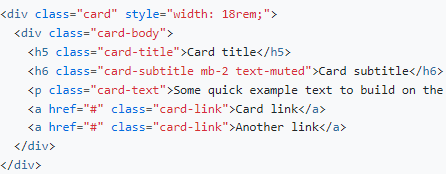 <div class="card" style="width: 18rem;">
  <div class="card-body">
    <h5 class="card-title">Card title</h5>
    <h6 class="card-subtitle mb-2 text-muted">Card subtitle</h6>
    <p class="card-text">Some quick example text to build on the
    <a href="#" class="card-link">Card link</a>
    <a href="#" class="card-link">Another link</a>
  </div>
</div>